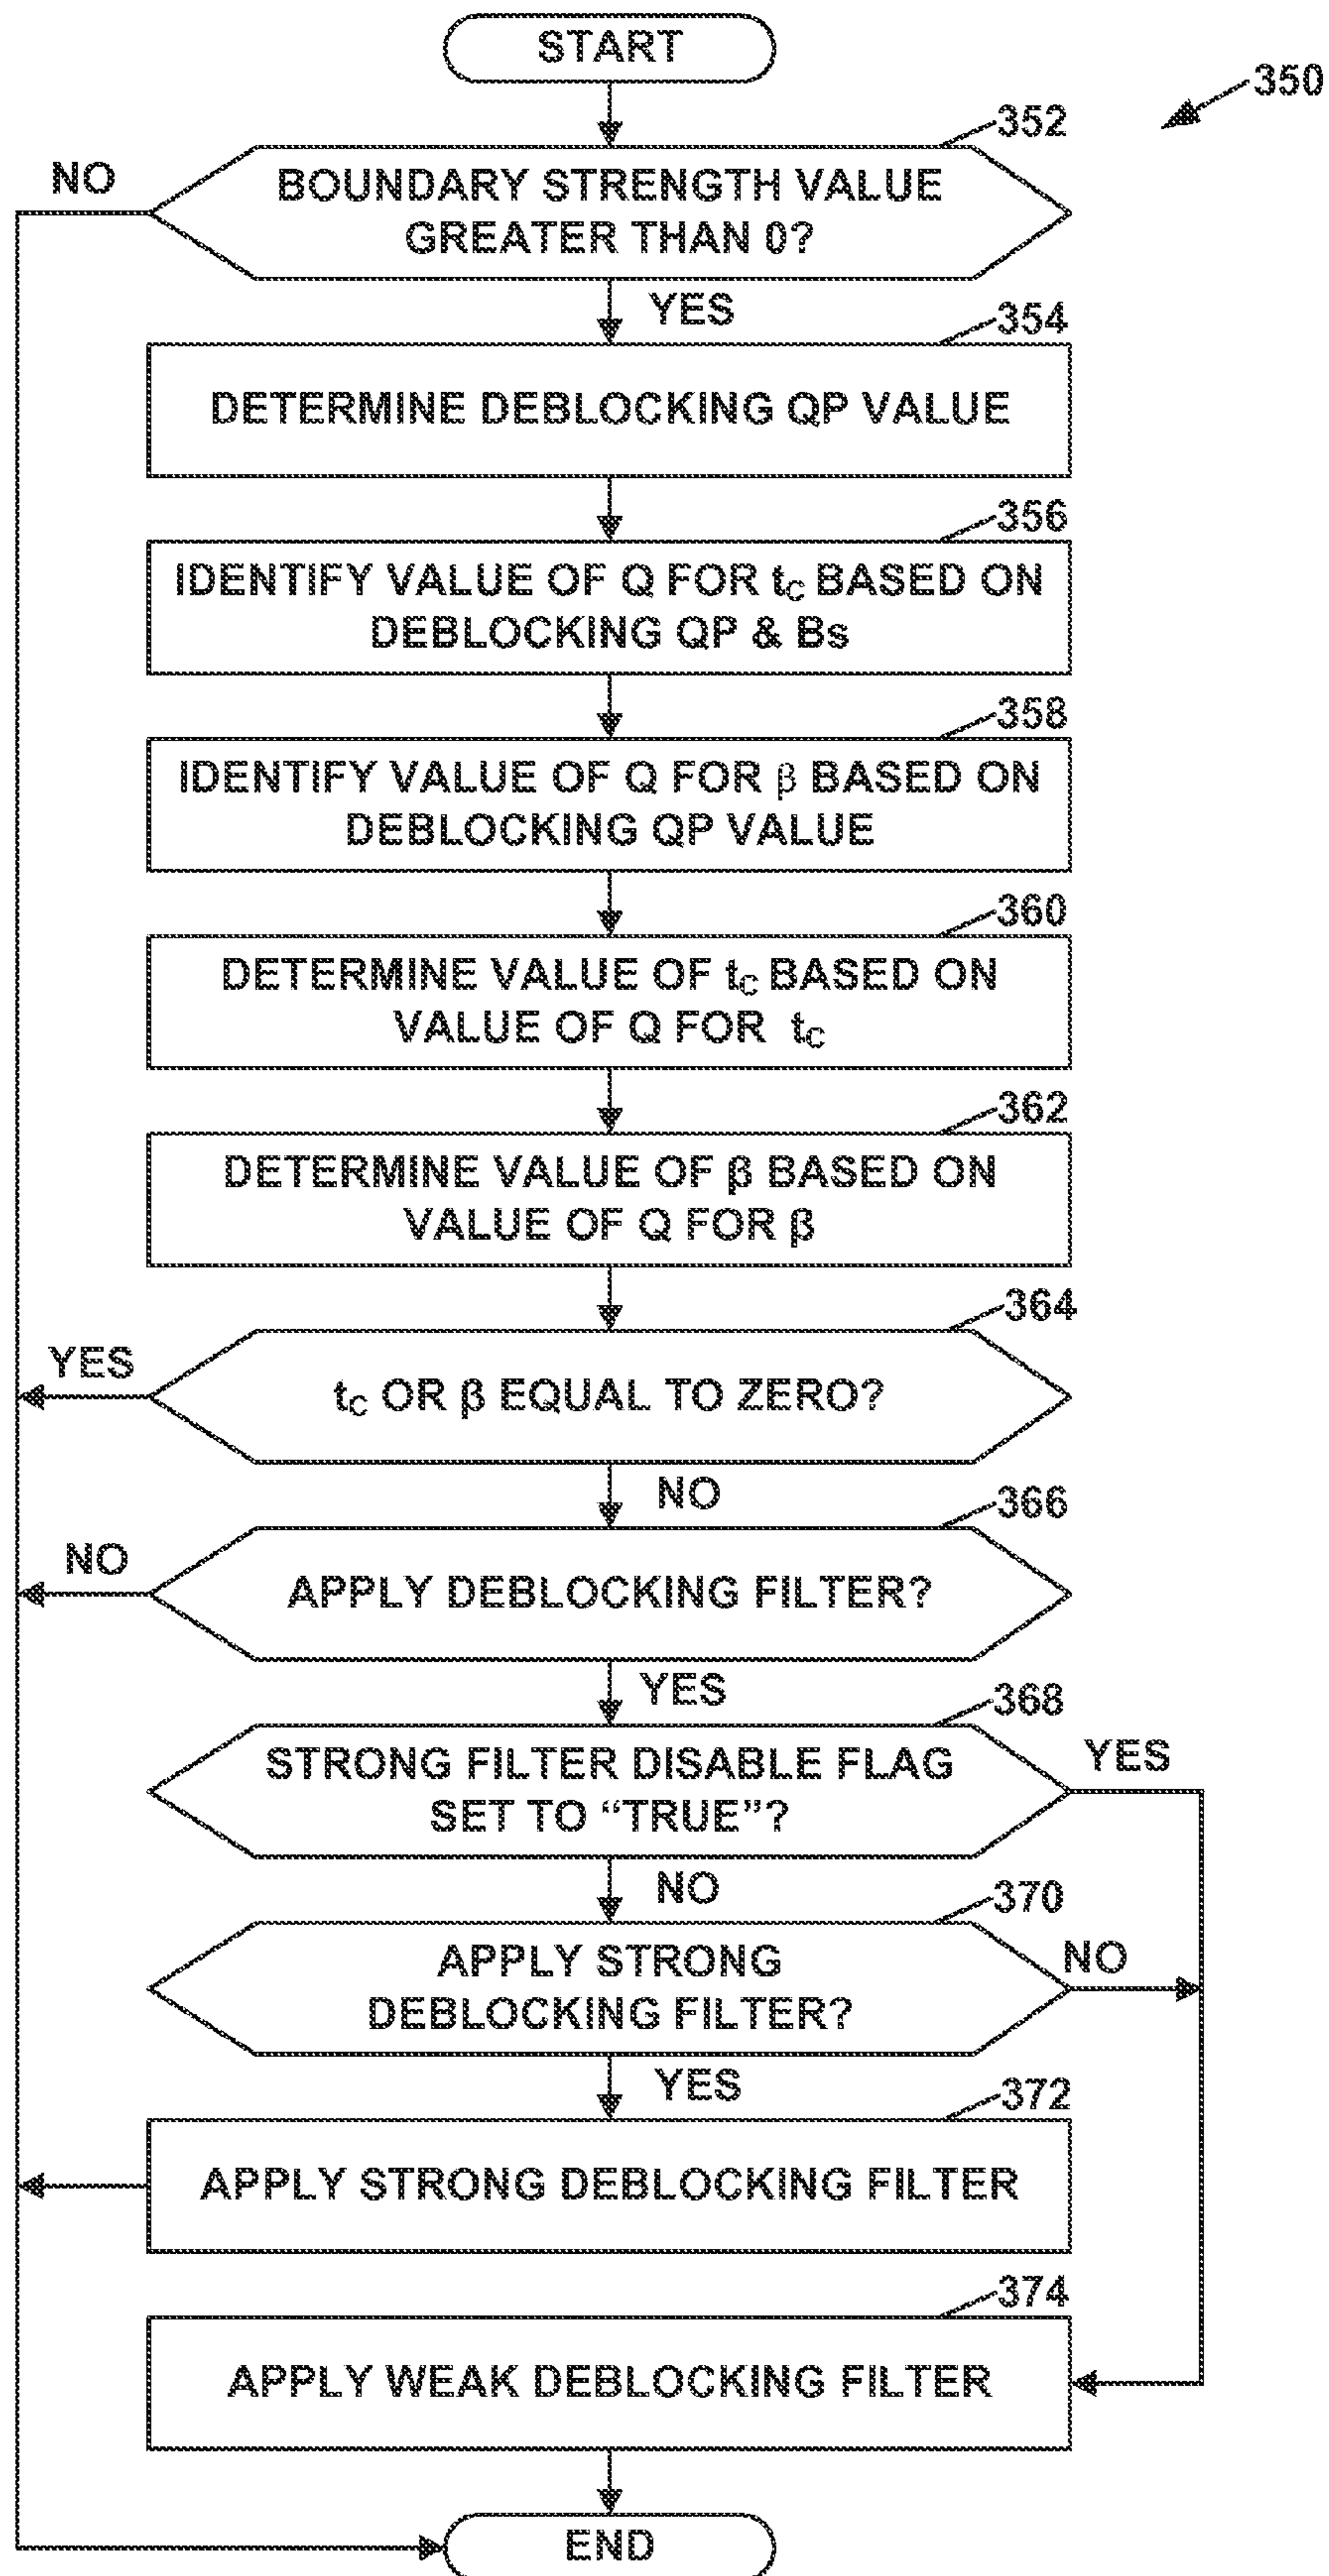 START
350
352
NO
BOUNDARY STRENGTH VALUE
GREATER THAN 0?
YES
354
DETERMINE DEBLOCKING QP VALUE
356
IDENTIFY VALUE OF Q FOR tC BASED ON
DEBLOCKING QP & Bs
358
IDENTIFY VALUE OF Q FOR β BASED ON
DEBLOCKING QP VALUE
360
DETERMINE VALUE OF tC BASED ON
VALUE OF Q FOR tC
362
DETERMINE VALUE OF β BASED ON
VALUE OF Q FOR β
364
YES
tC OR β EQUAL TO ZERO?
NO
366
NO
APPLY DEBLOCKING FILTER?
YES
368
STRONG FILTER DISABLE FLAG
SET TO “TRUE”?
YES
NO
370
APPLY STRONG
DEBLOCKING FILTER?
NO
YES
372
APPLY STRONG DEBLOCKING FILTER
374
APPLY WEAK DEBLOCKING FILTER
END